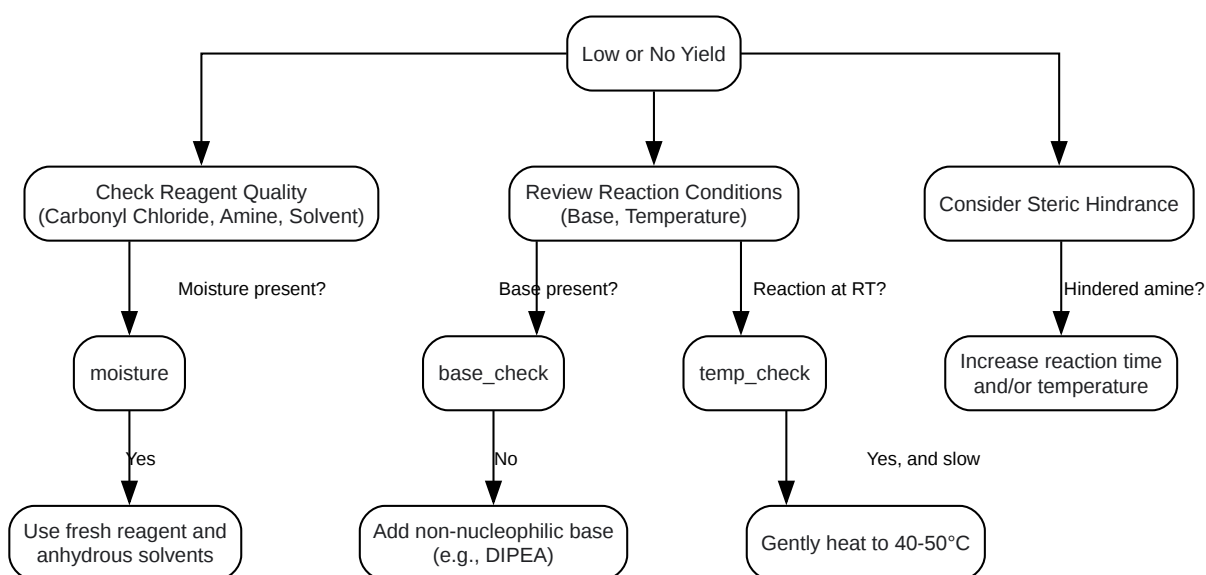 Low or No Yield
Check Reagent Quality
(Carbonyl Chloride, Amine, Solvent)
Review Reaction Conditions
(Base, Temperature)
Consider Steric Hindrance
Moisture present?
Base present?
Reaction at RT?
Hindered amine?
moisture
base_check
temp_check
Increase reaction time
and/or temperature
Yes
No
Yes, and slow
Use fresh reagent and
anhydrous solvents
Add non-nucleophilic base
(e.g., DIPEA)
Gently heat to 40-50°C